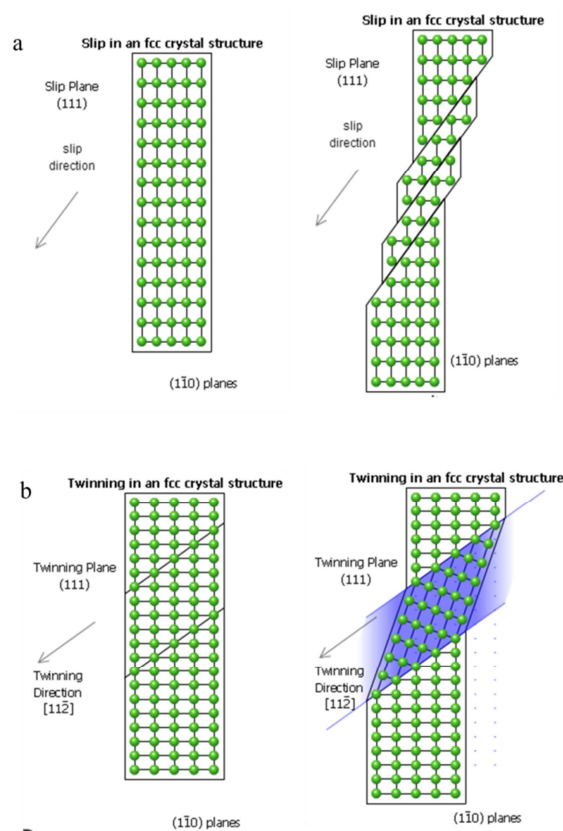 a
Slip in an fcc crystal structure
Slip Plane
(111)
slip
direction
(11̄0) planes
Slip in an fcc crystal structure
Slip Plane
(111)
slip
direction
(11̄0) planes
b
Twinning in an fcc crystal structure
Twinning Plane
(111)
Twinning
Direction
[112̄]
(11̄0) planes
Twinning in an fcc crystal structure
Twinning Plane
(111)
Twinning
Direction
[112̄]
(11̄0) planes